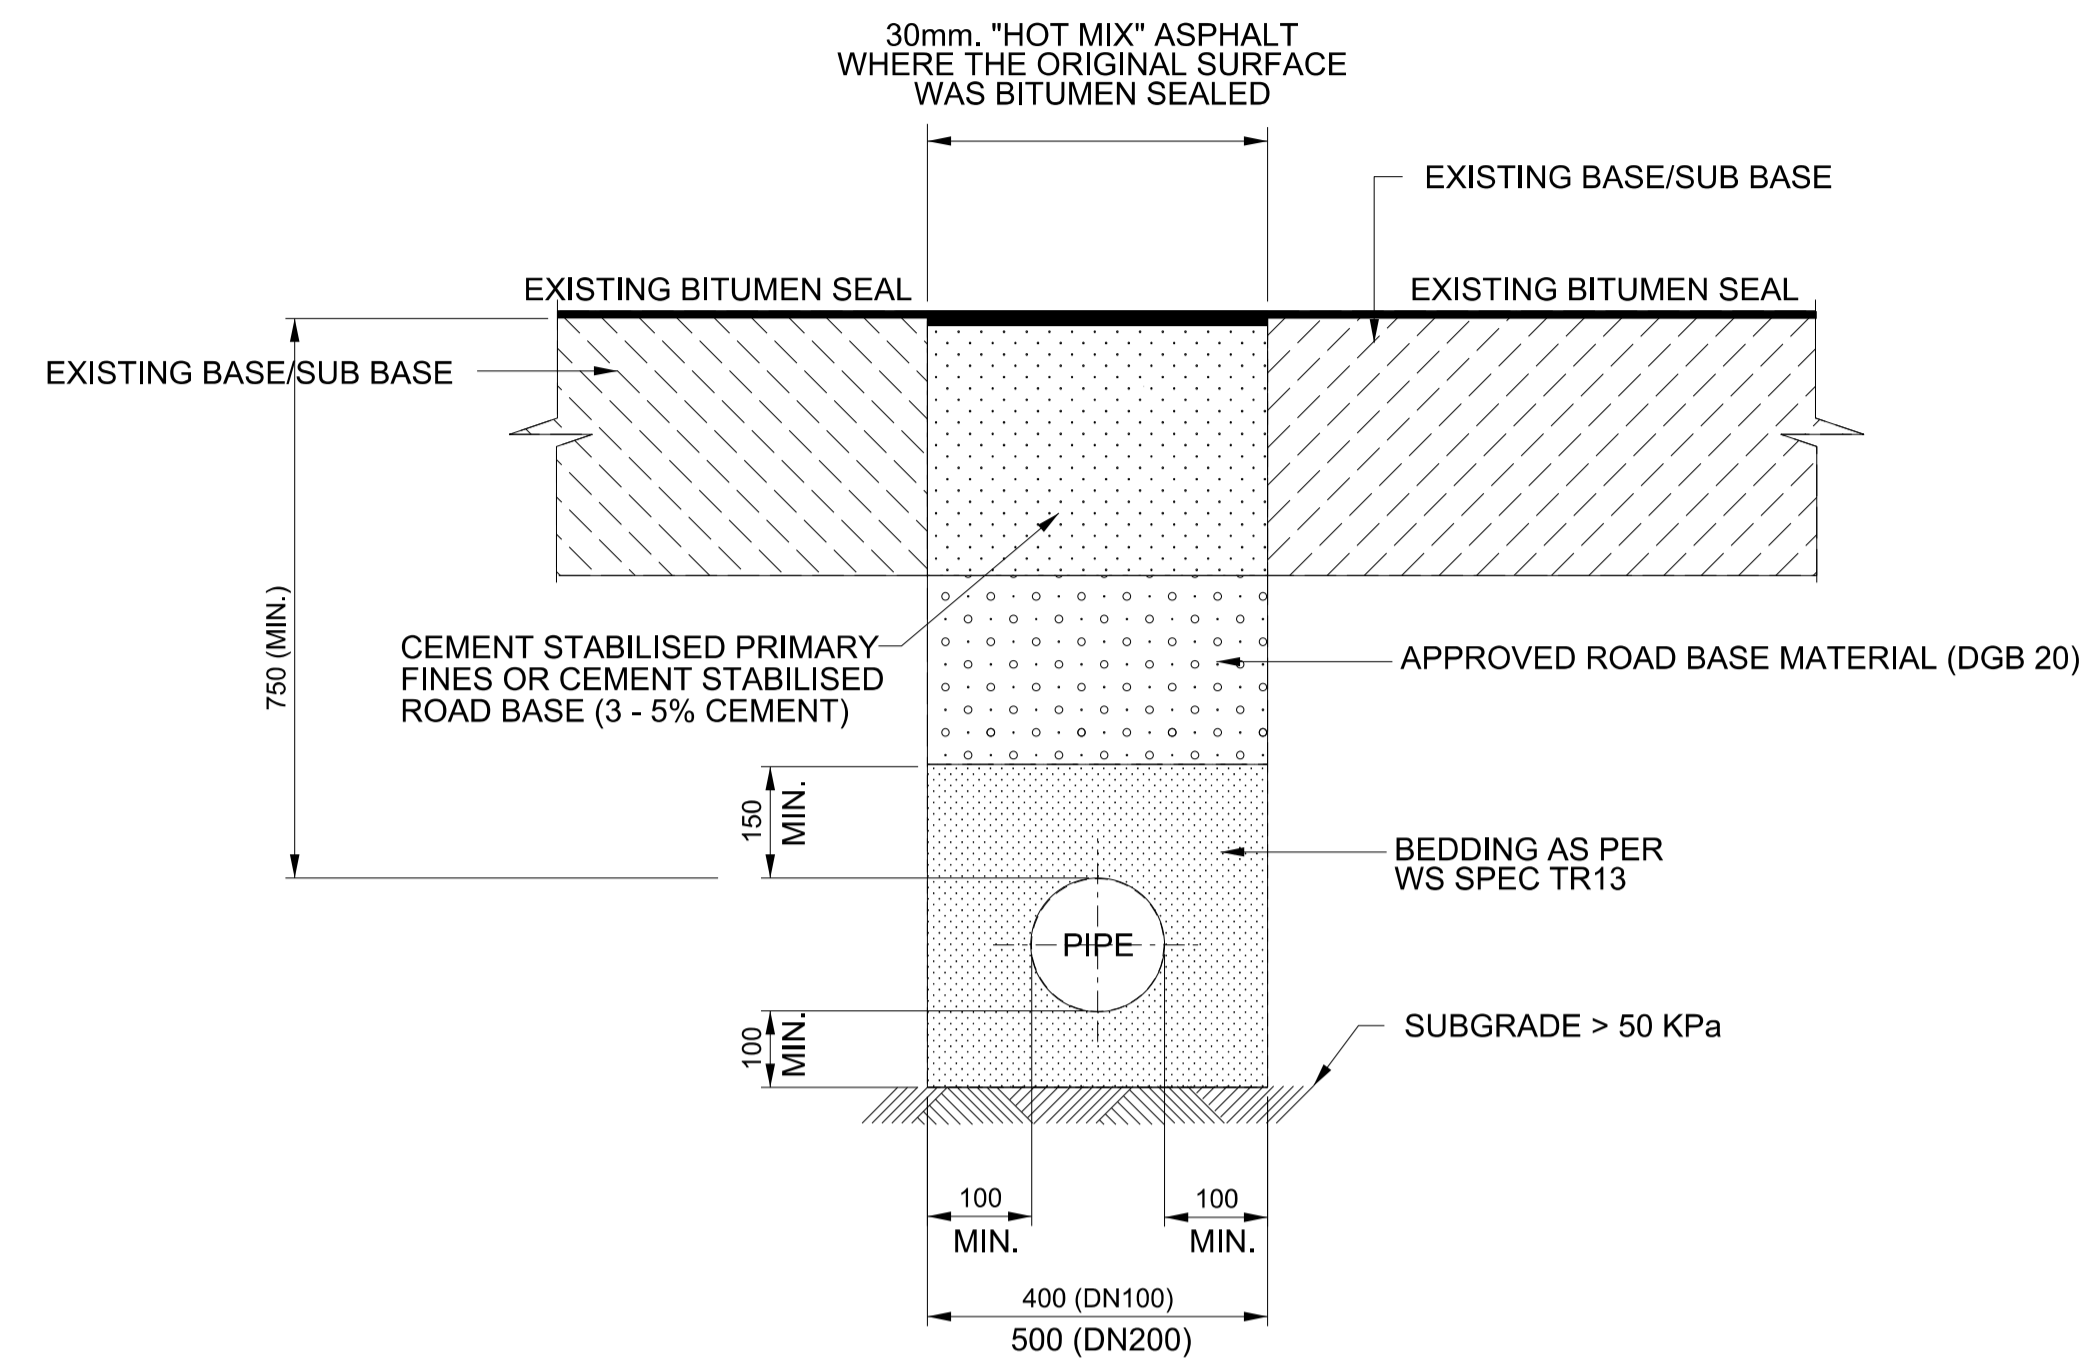 30mm. "HOT MIX" ASPHALT
WHERE THE ORIGINAL SURFACE
WAS BITUMEN SEALED
EXISTING BASE/SUB BASE
EXISTING BITUMEN SEAL
EXISTING BITUMEN SEAL
EXISTING BASE/SUB BASE
750 (MIN.)
CEMENT STABILISED PRIMARY
FINES OR CEMENT STABILISED
ROAD BASE (3 - 5% CEMENT)
APPROVED ROAD BASE MATERIAL (DGB 20)
150
MIN.
BEDDING AS PER
WS SPEC TR13
PIPE
100
MIN.
SUBGRADE > 50 KPa
100
MIN.
100
MIN.
400 (DN100)
500 (DN200)